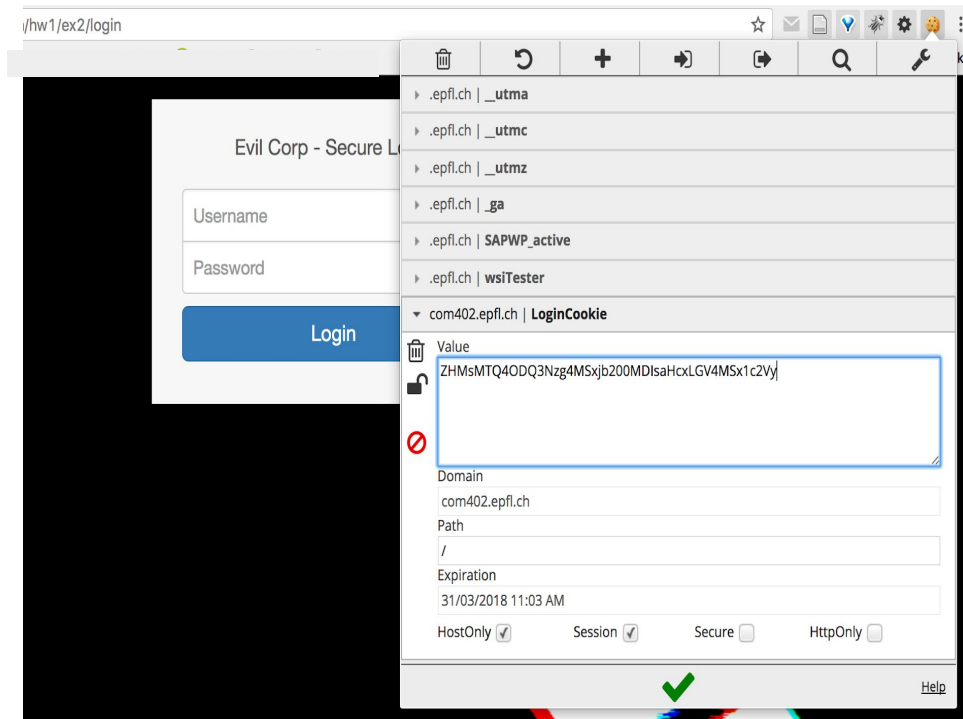 /hw1/ex2/login
.epfl.ch | __utma
.epfl.ch | __utmc
.epfl.ch | __utmz
.epfl.ch | _ga
.epfl.ch | SAPWP_active
.epfl.ch | wsiTester
com402.epfl.ch | LoginCookie
Value
ZHMsMTQ4ODQ3Nzg4MSxjb200MDIsaHcxLGV4MSx1c2Vy
Domain
com402.epfl.ch
Path
/
Expiration
31/03/2018 11:03 AM
HostOnly Session Secure HttpOnly
Help
Evil Corp - Secure L
Username
Password
Login